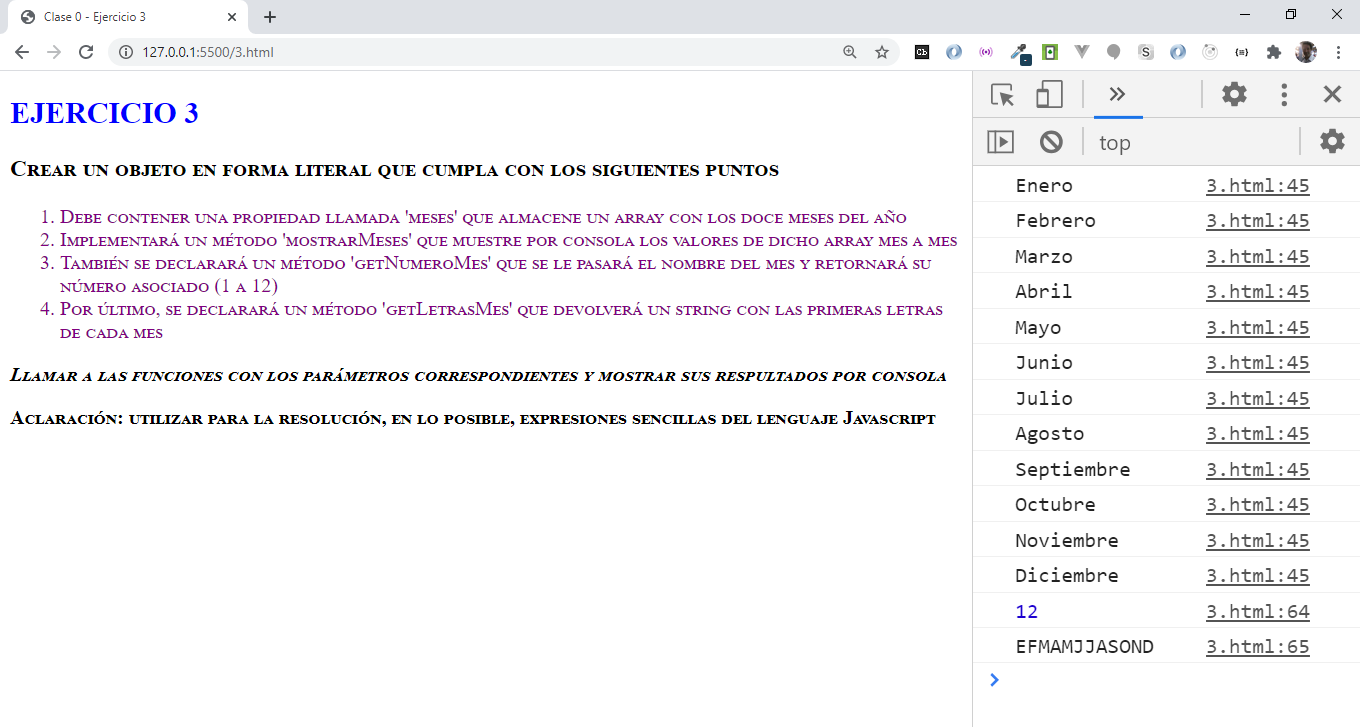 Clase 0 - Ejercicio 3
127.0.0.1:5500/3.html
Cb
S
EJERCICIO 3
Crear un objeto en forma literal que cumpla con los siguientes puntos
1. Debe contener una propiedad llamada 'meses' que almacene un array con los doce meses del año
2. Implementará un método 'mostrarMeses' que muestre por consola los valores de dicho array mes a mes
3. También se declarará un método 'getNumeroMes' que se le pasará el nombre del mes y retornará su
número asociado (1 a 12)
4. Por último, se declarará un método 'getLetrasMes' que devolverá un string con las primeras letras
de cada mes
Llamar a las funciones con los parámetros correspondientes y mostrar sus respultados por consola
Aclaración: utilizar para la resolución, en lo posible, expresiones sencillas del lenguaje Javascript
top
Enero 3.html:45
Febrero 3.html:45
Marzo 3.html:45
Abril 3.html:45
Mayo 3.html:45
Junio 3.html:45
Julio 3.html:45
Agosto 3.html:45
Septiembre 3.html:45
Octubre 3.html:45
Noviembre 3.html:45
Diciembre 3.html:45
12 3.html:64
EFMAMJJASOND 3.html:65